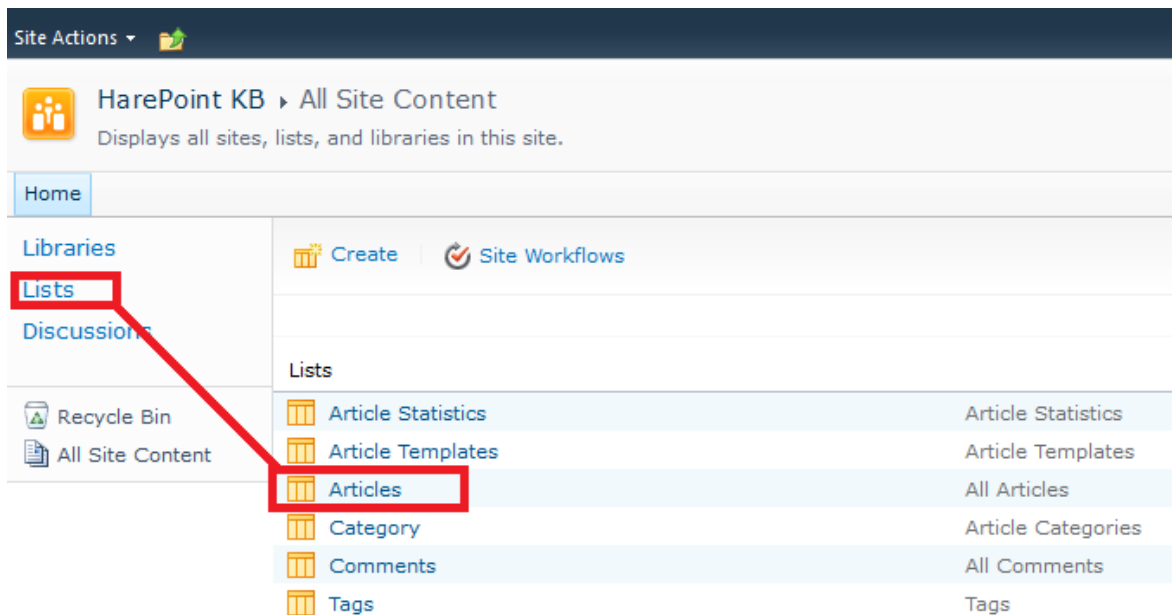 Site Actions
HarePoint KB ▸ All Site Content
Displays all sites, lists, and libraries in this site.
Home
Libraries
Lists
Discussions
Recycle Bin
All Site Content
Create
Site Workflows
Lists
Article Statistics Article Statistics
Article Templates Article Templates
Articles All Articles
Category Article Categories
Comments All Comments
Tags Tags